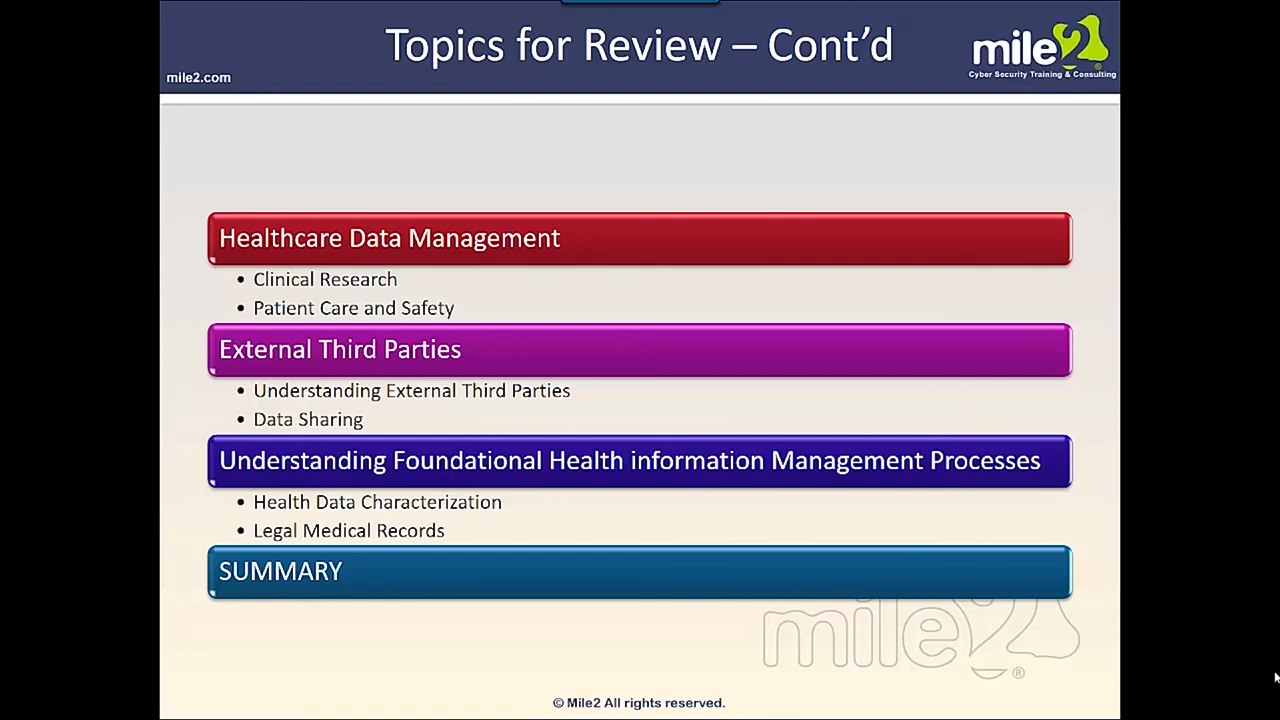 Topics for Review – Cont’d
mile2
®
Cyber Security Training & Consulting
mile2.com
Healthcare Data Management
• Clinical Research
• Patient Care and Safety
External Third Parties
• Understanding External Third Parties
• Data Sharing
Understanding Foundational Health information Management Processes
• Health Data Characterization
• Legal Medical Records
SUMMARY
mile2
®
© Mile2 All rights reserved.